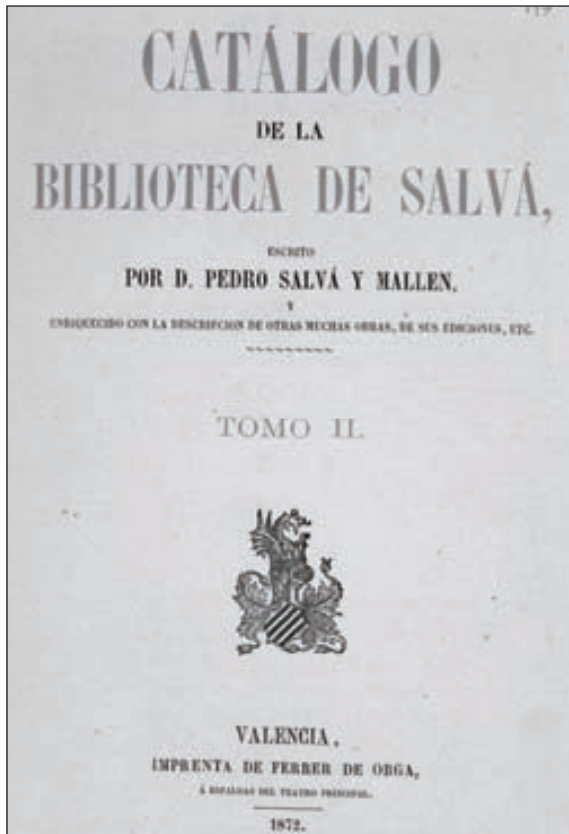 CATÁLOGO
DE LA
BIBLIOTECA DE SALVÁ,
ESCRITO
POR D. PEDRO SALVÁ Y MALLEN,
Y
ENRIQUECIDO CON LA DESCRIPCION DE OTRAS MUCHAS OBRAS, DE SUS EDICIONES, ETC.
TOMO II.
VALENCIA,
IMPRENTA DE FERRER DE ORGA,
Á ESPALDAS DEL TEATRO PRINCIPAL.
1872.